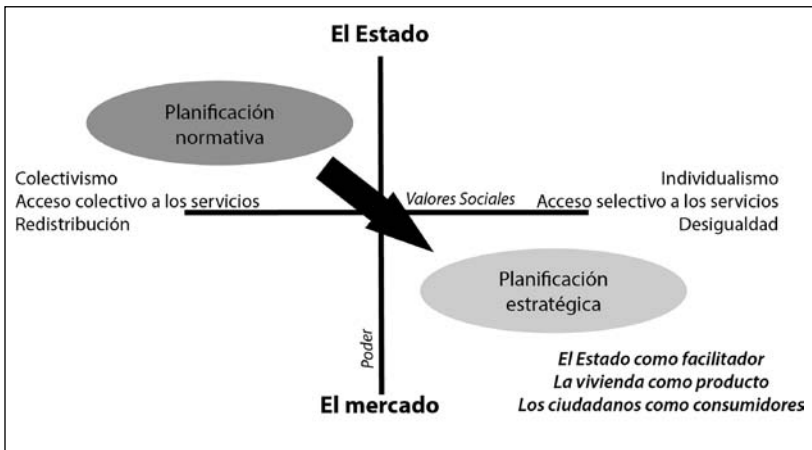 El Estado
Planificación
normativa
Colectivismo
Acceso colectivo a los servicios
Redistribución
Valores Sociales
Individualismo
Acceso selectivo a los servicios
Desigualdad
Planificación
estratégica
Poder
El Estado como facilitador
La vivienda como producto
Los ciudadanos como consumidores
El mercado